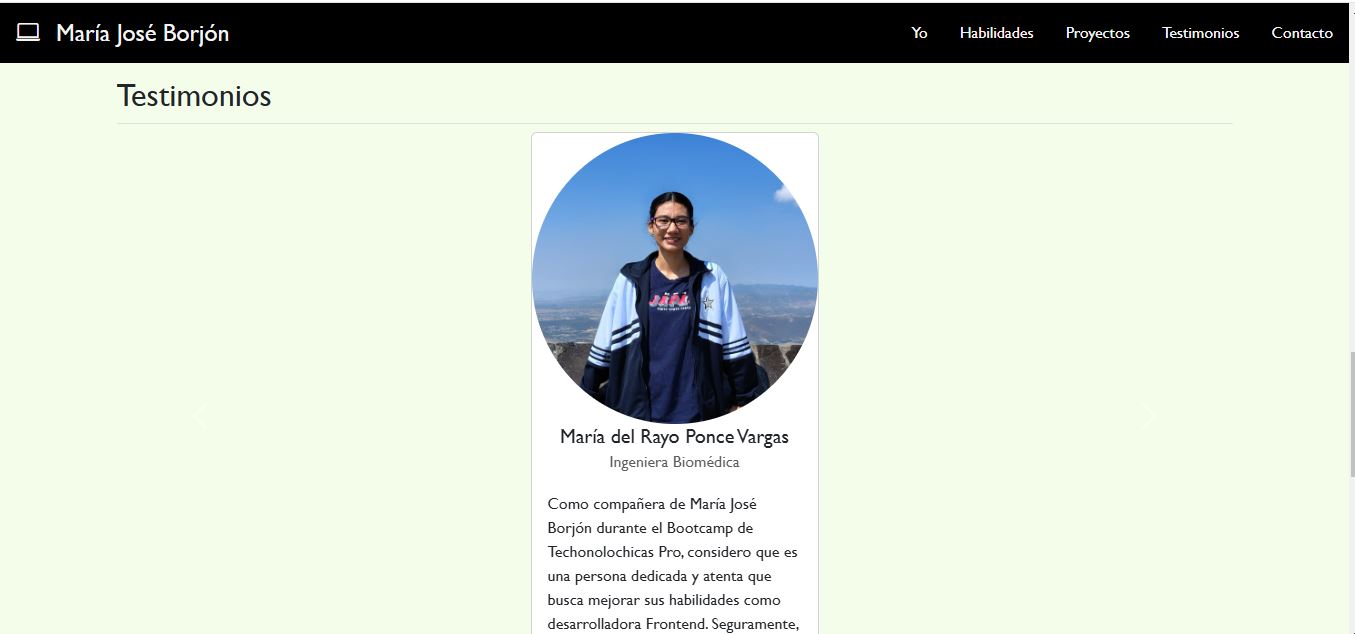 María José Borjón
Yo
Habilidades
Proyectos
Testimonios
Contacto
Testimonios
María del Rayo Ponce Vargas
Ingeniera Biomédica
Como compañera de María José
Borjón durante el Bootcamp de
Techonolochicas Pro, considero que es
una persona dedicada y atenta que
busca mejorar sus habilidades como
desarrolladora Frontend. Seguramente,